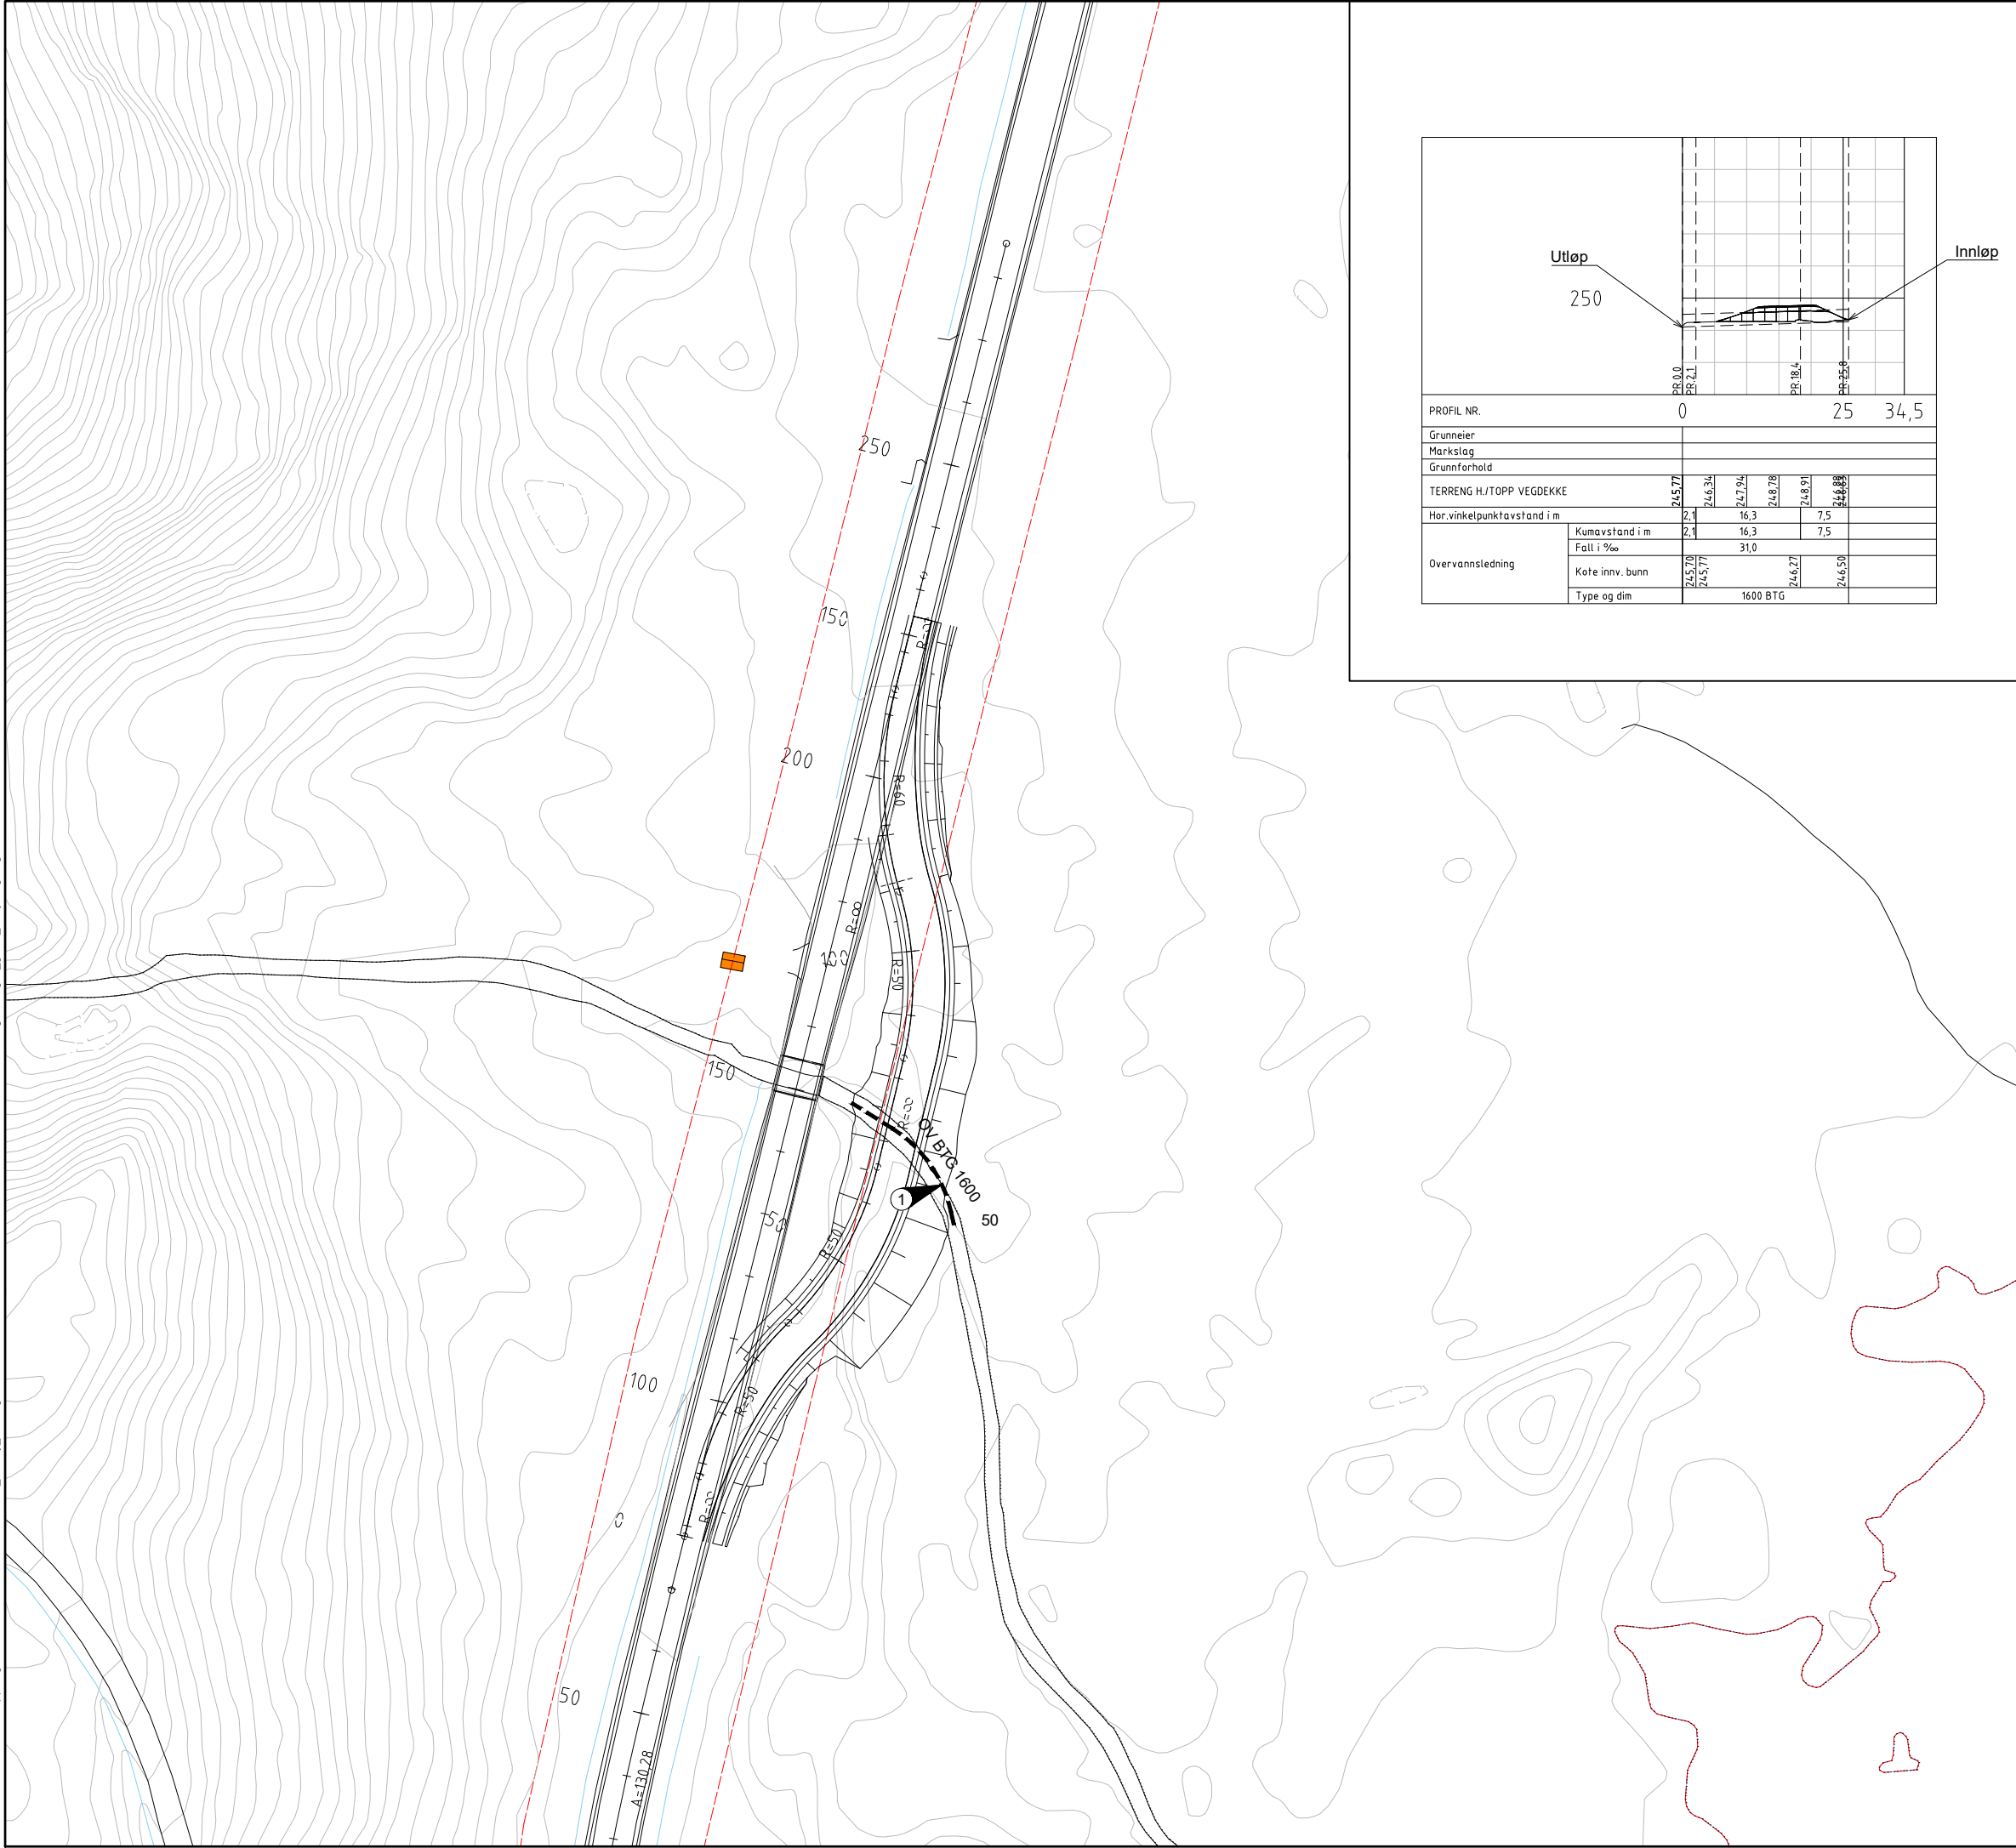 Utløp
Innløp
250
PR.0,0
PR.2,1
PR.18,4
PR.25,8
PROFIL NR.
0 25 34,5
Grunneier
Markslag
Grunnforhold
TERRENG H./TOPP VEGDEKKE 245,77 246,34 247,94 248,78 248,91
Hor.vinkelpunktavstand i m 2,1 16,3 7,5
Kumavstand i m 2,1 16,3 7,5
Fall i ‰ 31,0
Overvannsledning
Kote innv. bunn 245,70 245,77 246,27 246,50
Type og dim 1600 BTG
250
150
R=60
200
R=∞
100
R=50
150
R=∞
OV BTG 1600
1
50
50
R=50
100
R=50
R=∞
0
50
A=130,28